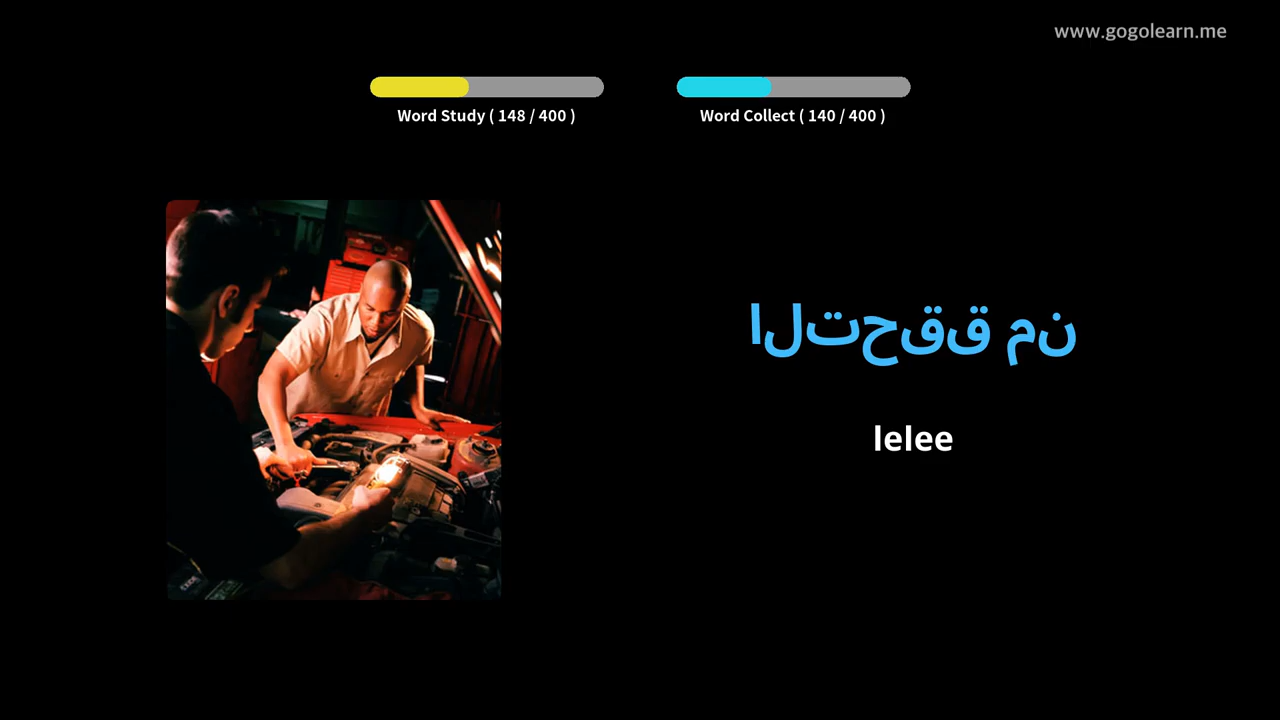 www.gogolearn.me
Word Study ( 148 / 400 )
Word Collect ( 140 / 400 )
التحقق من
lelee